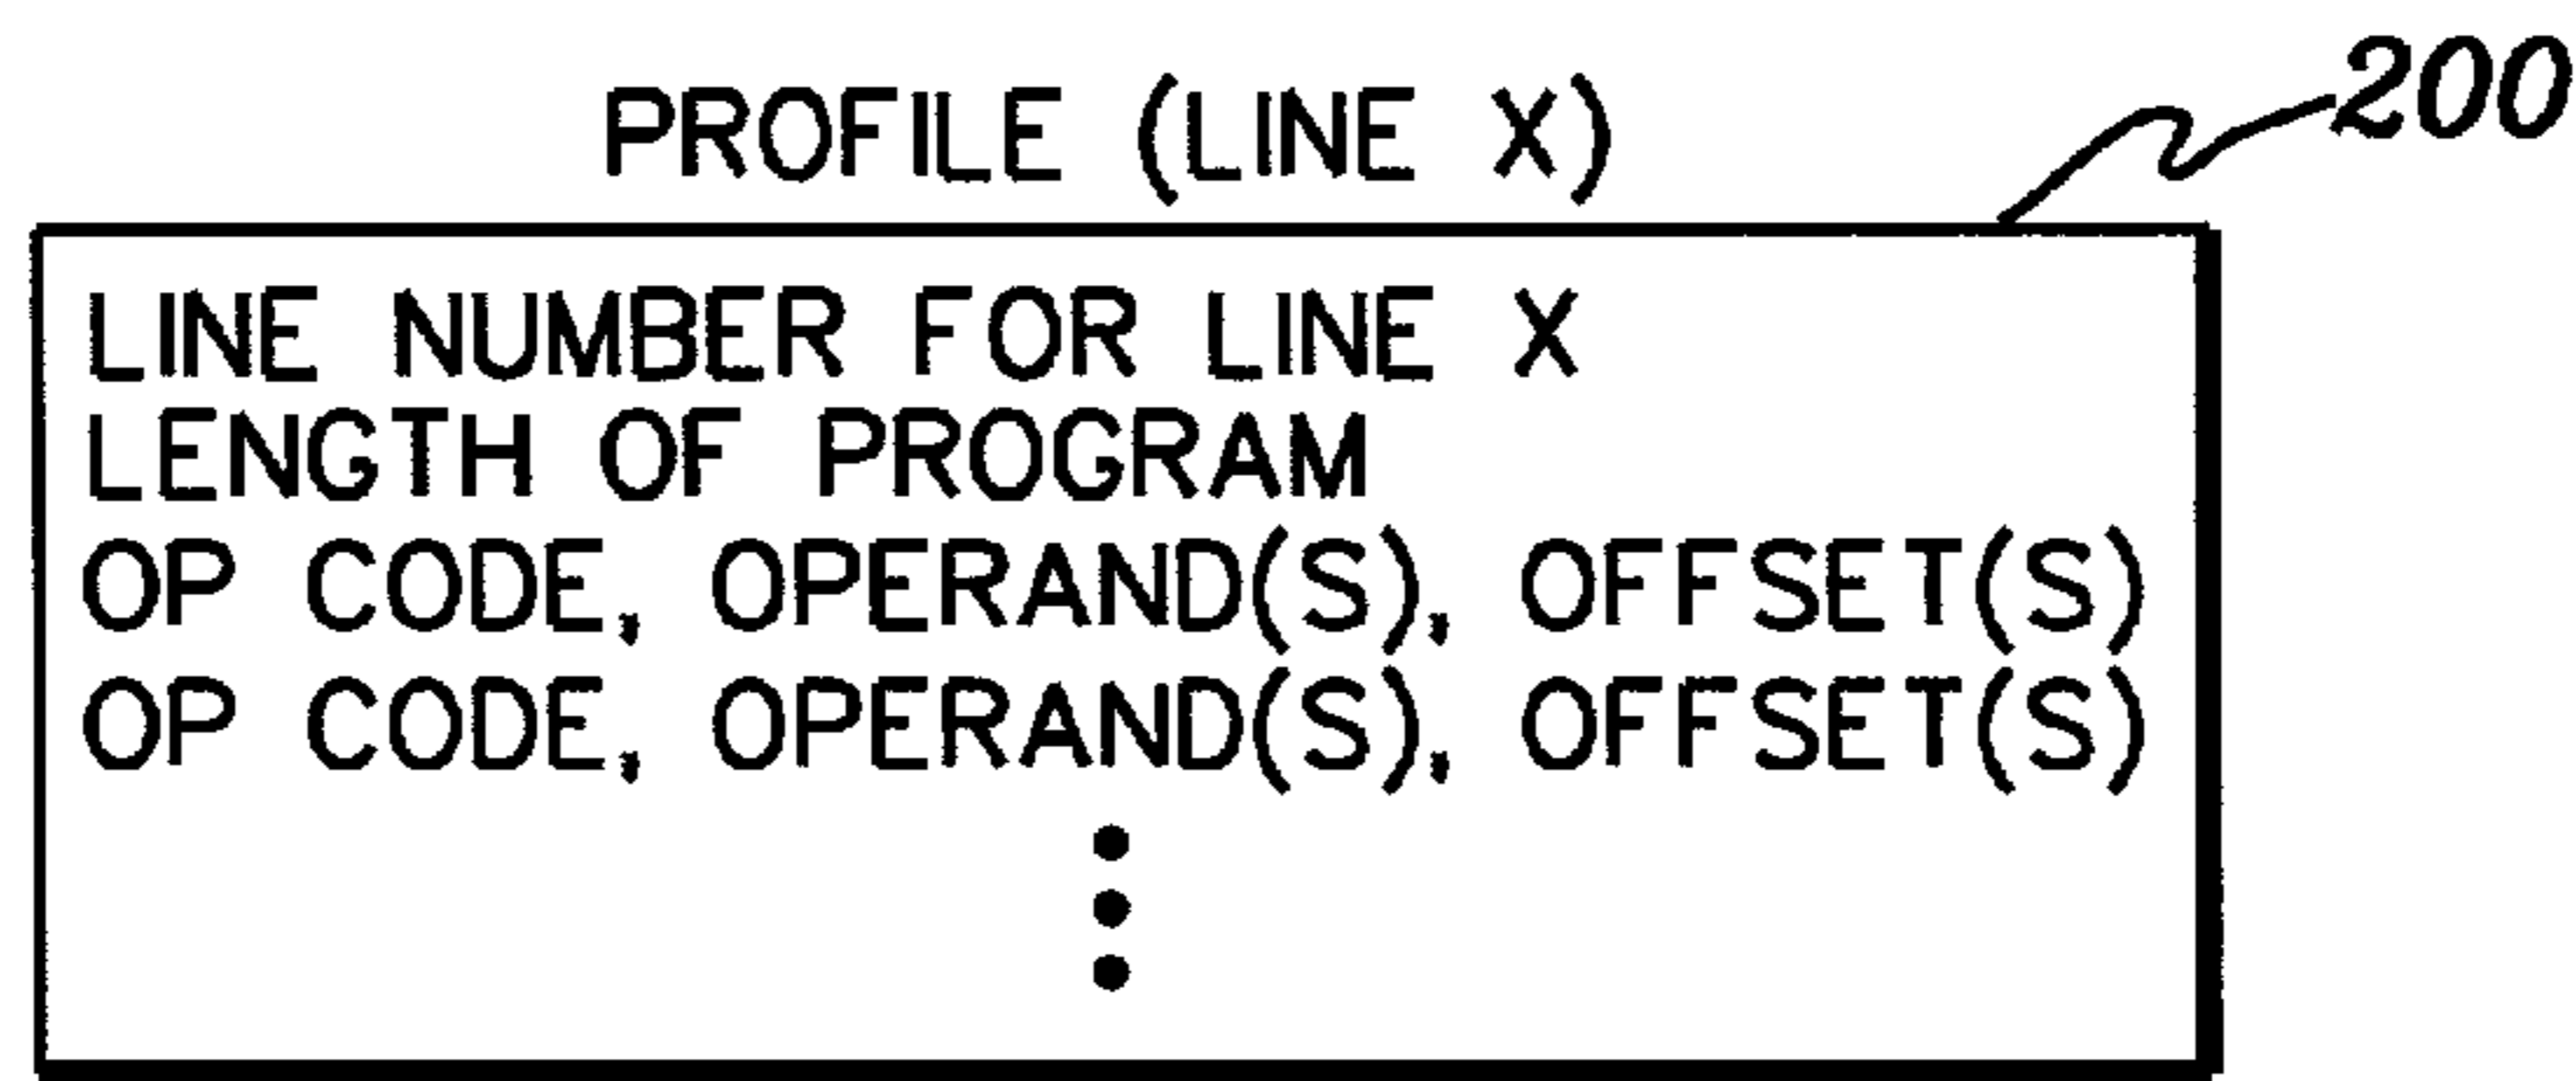 PROFILE (LINE X)
200
LINE NUMBER FOR LINE X
LENGTH OF PROGRAM
OP CODE, OPERAND(S), OFFSET(S)
OP CODE, OPERAND(S), OFFSET(S)